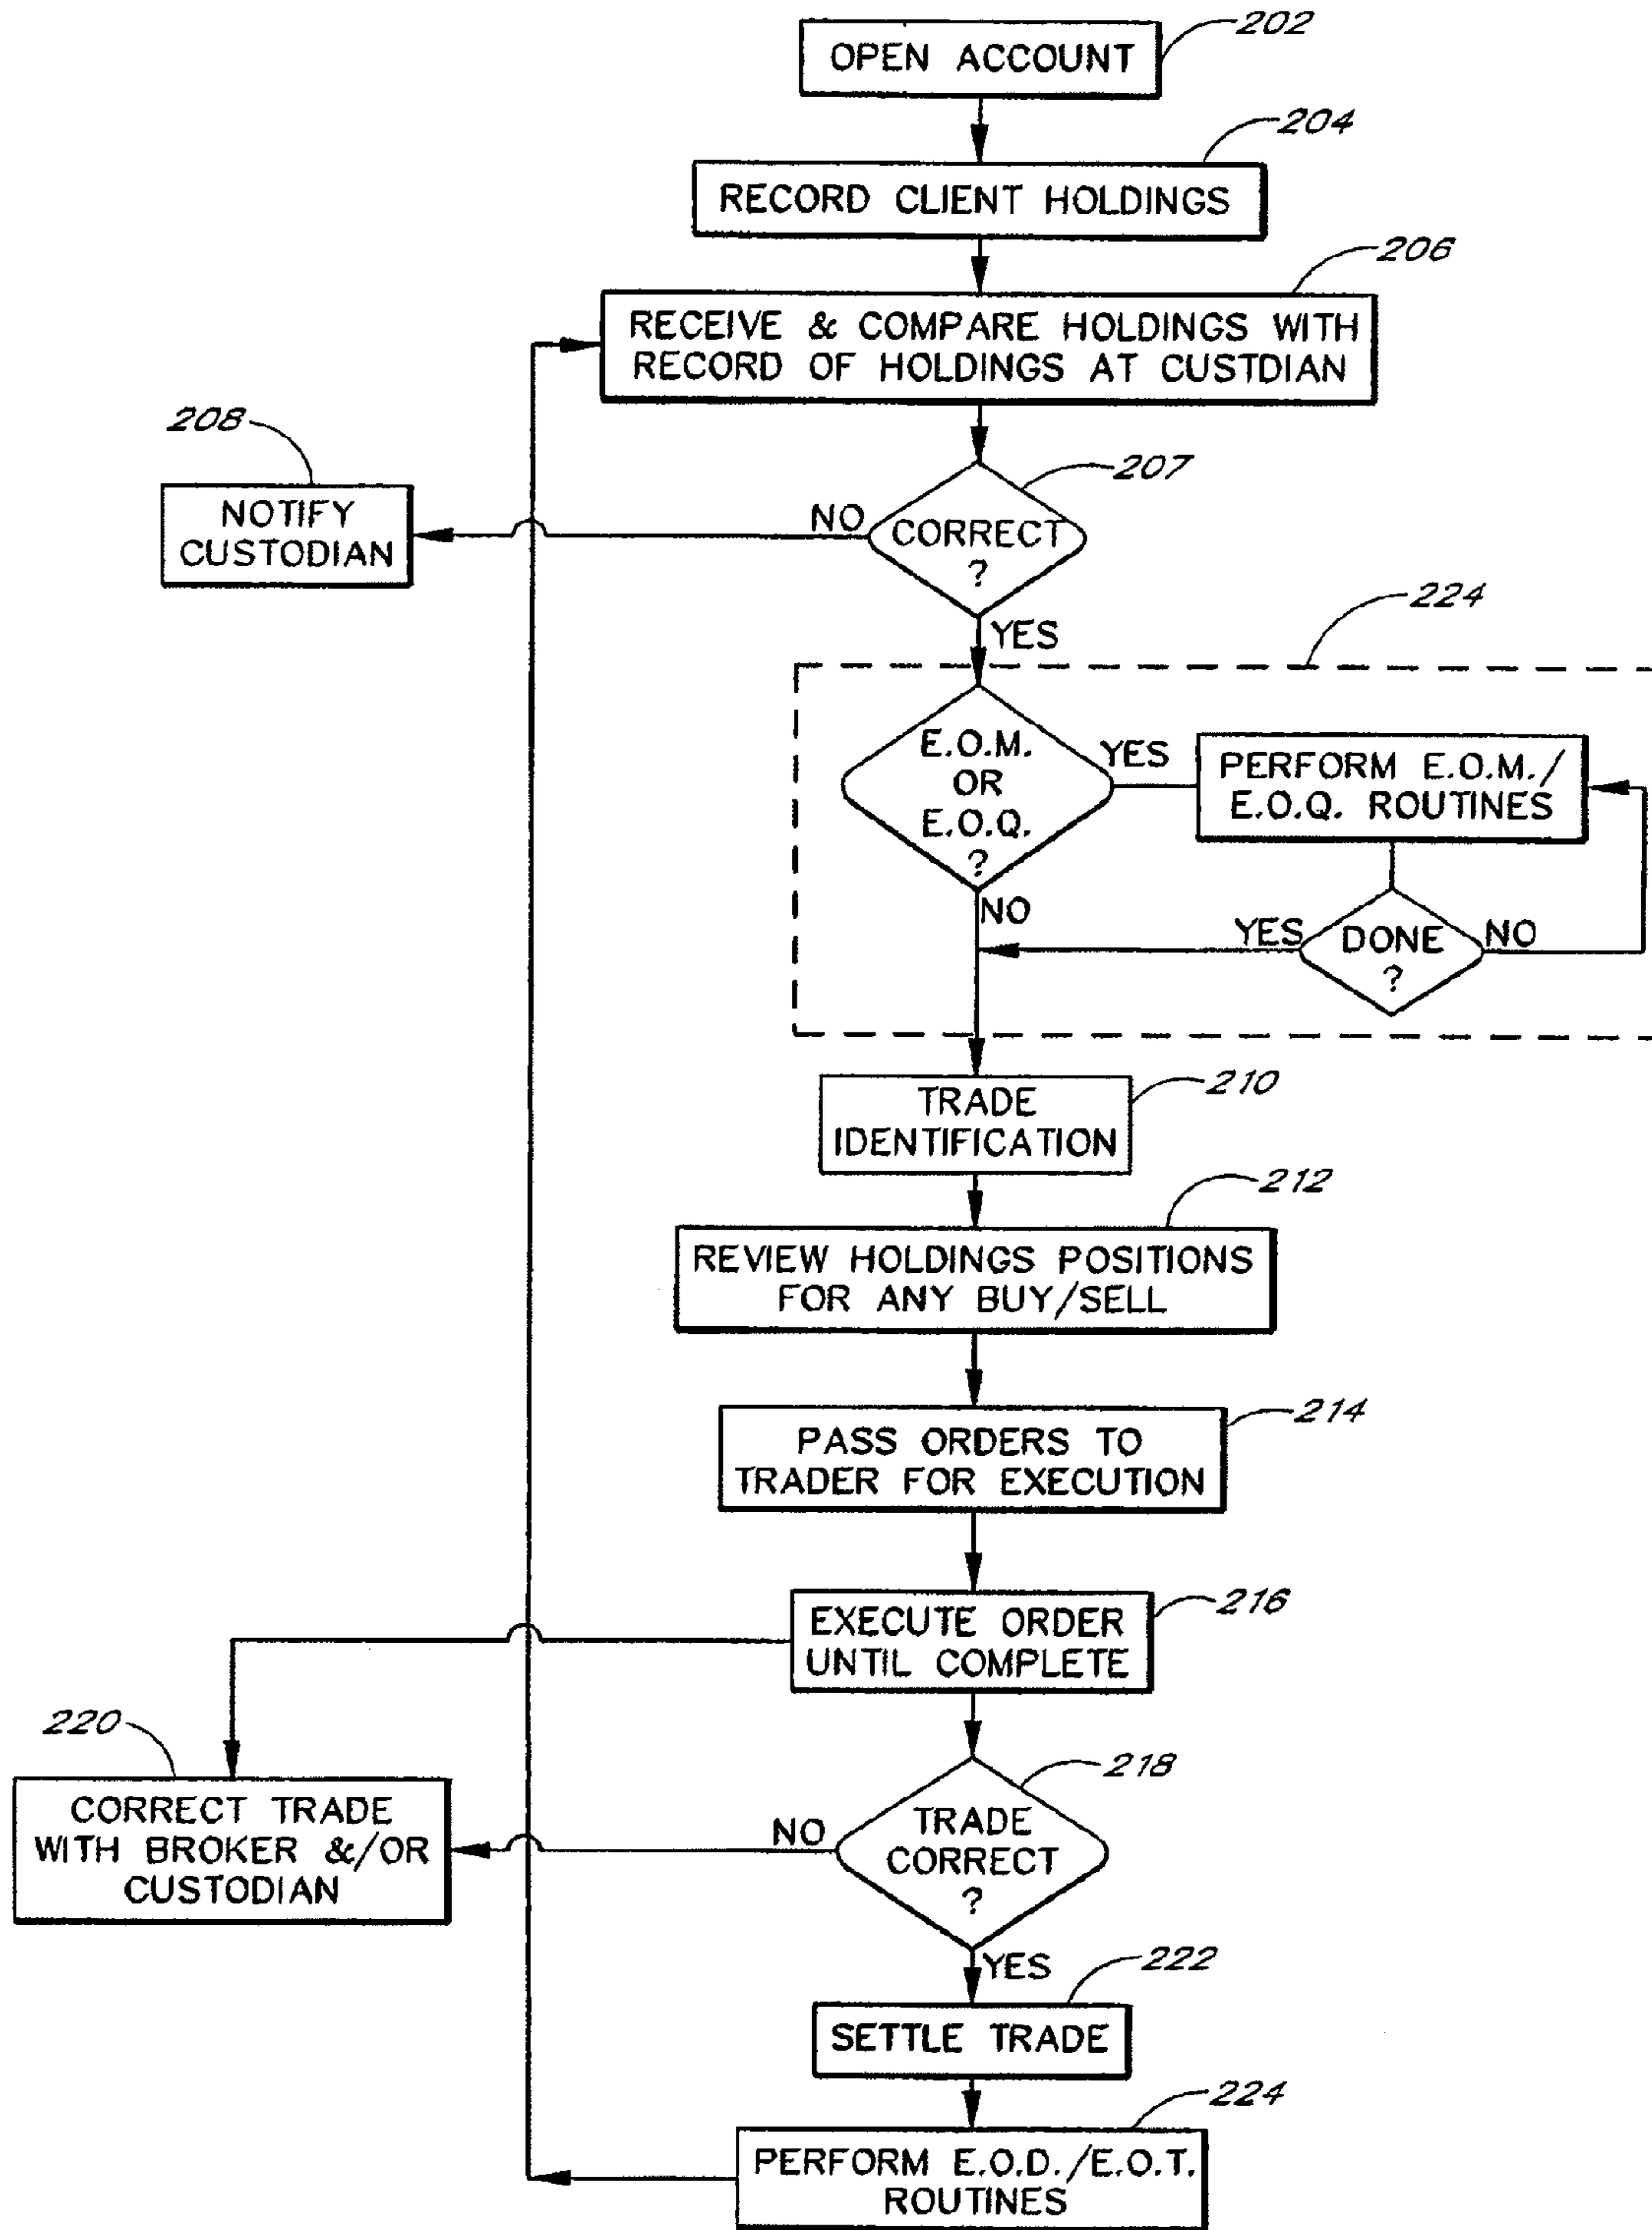 202
OPEN ACCOUNT
204
RECORD CLIENT HOLDINGS
206
RECEIVE & COMPARE HOLDINGS WITH
RECORD OF HOLDINGS AT CUSTDIAN
208
NOTIFY
CUSTODIAN
NO
207
CORRECT
?
YES
224
E.O.M.
OR
E.O.Q.
?
YES
PERFORM E.O.M./
E.O.Q. ROUTINES
NO
YES
DONE
?
NO
210
TRADE
IDENTIFICATION
212
REVIEW HOLDINGS POSITIONS
FOR ANY BUY/SELL
214
PASS ORDERS TO
TRADER FOR EXECUTION
216
EXECUTE ORDER
UNTIL COMPLETE
220
CORRECT TRADE
WITH BROKER &/OR
CUSTODIAN
NO
218
TRADE
CORRECT
?
YES
222
SETTLE TRADE
224
PERFORM E.O.D./E.O.T.
ROUTINES